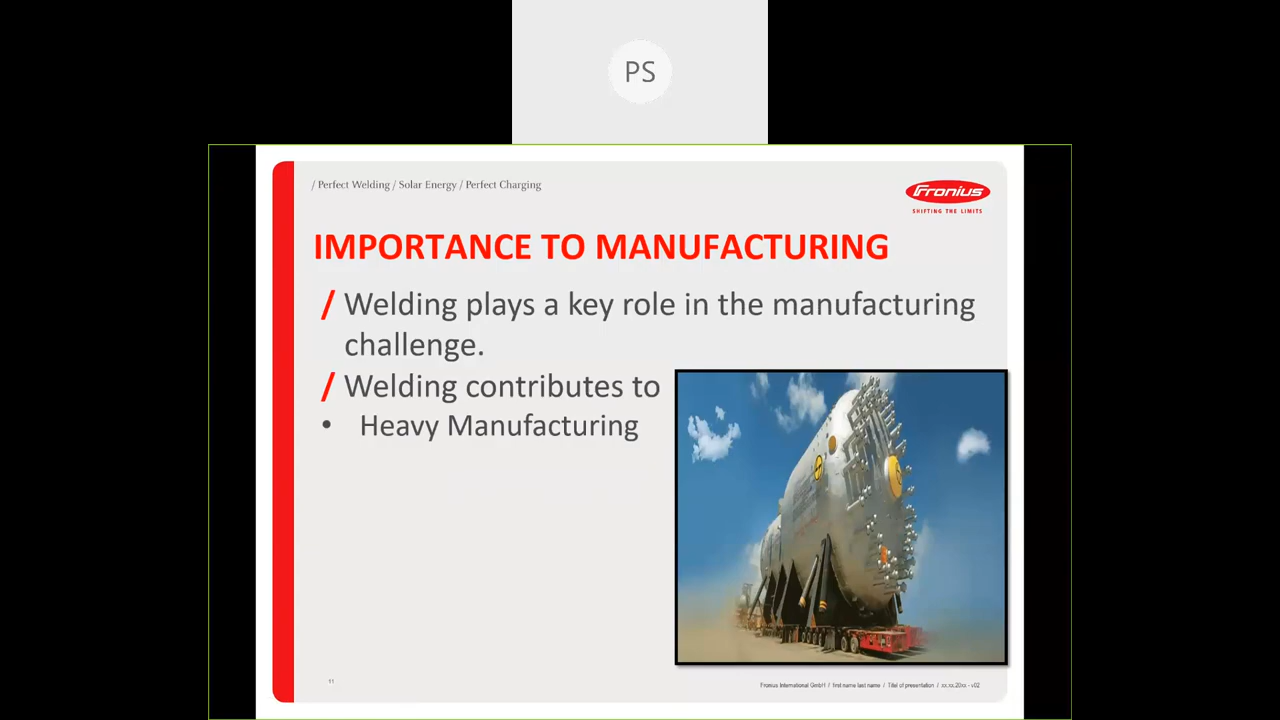 PS
/ Perfect Welding / Solar Energy / Perfect Charging
Fronius
SHIFTING THE LIMITS
IMPORTANCE TO MANUFACTURING
/ Welding plays a key role in the manufacturing
challenge.
/ Welding contributes to
• Heavy Manufacturing
11
Fronius International GmbH / first name last name / Titel of presentation / xx.xx.20xx - v02